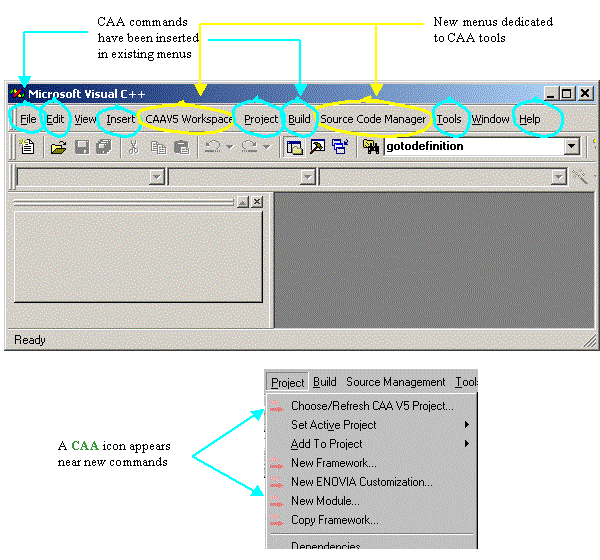 CAA commands
have been inserted
in existing menus
New menus dedicated
to CAA tools
Microsoft Visual C++
File Edit View Insert CAAV5 Workspace Project Build Source Code Manager Tools Window Help
gotodefinition
Ready
Project Build Source Management Tools
Choose/Refresh CAA V5 Project...
Set Active Project
Add To Project
New Framework...
New ENOVIA Customization...
New Module...
Copy Framework...
Dependencies...
A CAA icon appears
near new commands